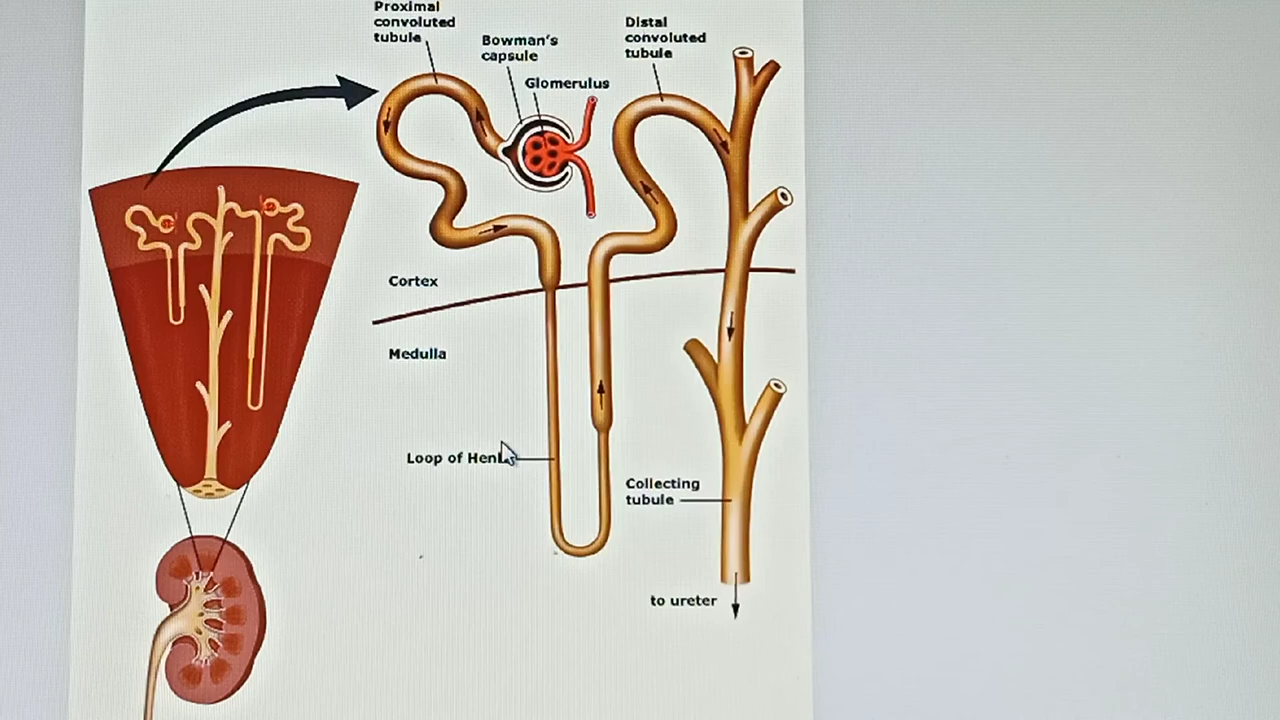 Proximal
convoluted
tubule
Bowman's
capsule
Glomerulus
Distal
convoluted
tubule
Cortex
Medulla
Loop of
Collecting
tubule
to ureter